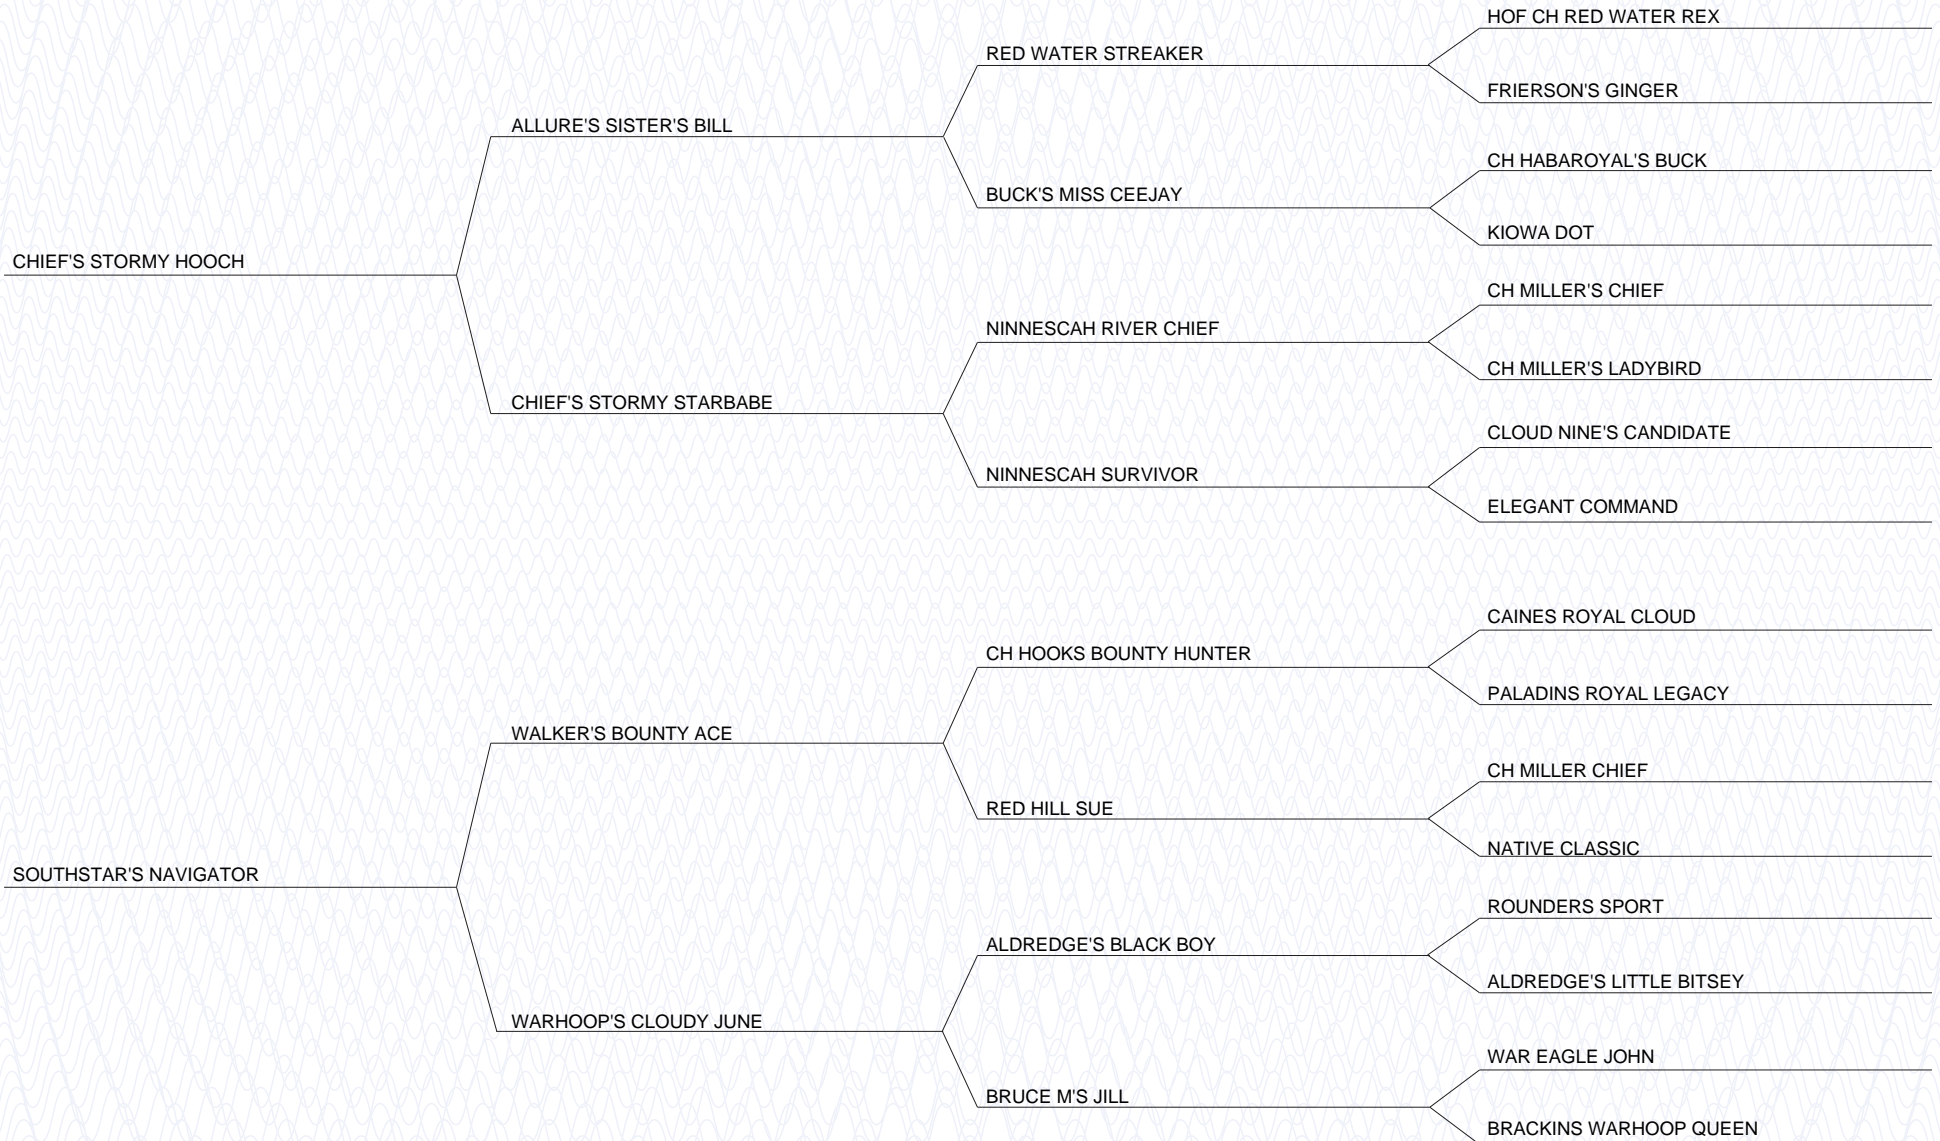 HOF CH RED WATER REX
RED WATER STREAKER
FRIERSON'S GINGER
ALLURE'S SISTER'S BILL
CH HABAROYAL'S BUCK
BUCK'S MISS CEEJAY
KIOWA DOT
CHIEF'S STORMY HOOCH
CH MILLER'S CHIEF
NINNESCAH RIVER CHIEF
CH MILLER'S LADYBIRD
CHIEF'S STORMY STARBABE
CLOUD NINE'S CANDIDATE
NINNESCAH SURVIVOR
ELEGANT COMMAND
CAINES ROYAL CLOUD
CH HOOKS BOUNTY HUNTER
PALADINS ROYAL LEGACY
WALKER'S BOUNTY ACE
CH MILLER CHIEF
RED HILL SUE
NATIVE CLASSIC
SOUTHSTAR'S NAVIGATOR
ROUNDERS SPORT
ALDREDGE'S BLACK BOY
ALDREDGE'S LITTLE BITSEY
WARHOOP'S CLOUDY JUNE
WAR EAGLE JOHN
BRUCE M'S JILL
BRACKINS WARHOOP QUEEN